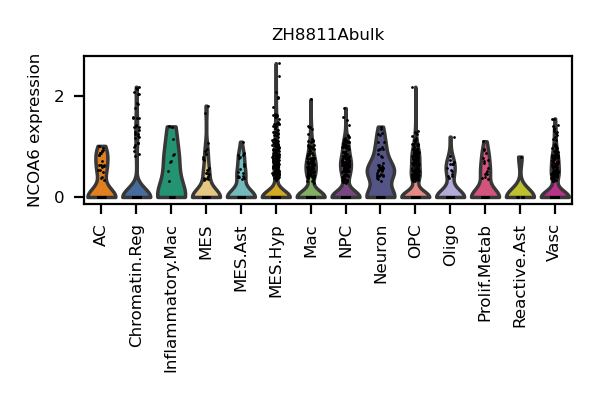 ZH8811Abulk
NCOA6 expression
2
0
AC
Chromatin.Reg
Inflammatory.Mac
MES
MES.Ast
MES.Hyp
Mac
NPC
Neuron
OPC
Oligo
Prolif.Metab
Reactive.Ast
Vasc